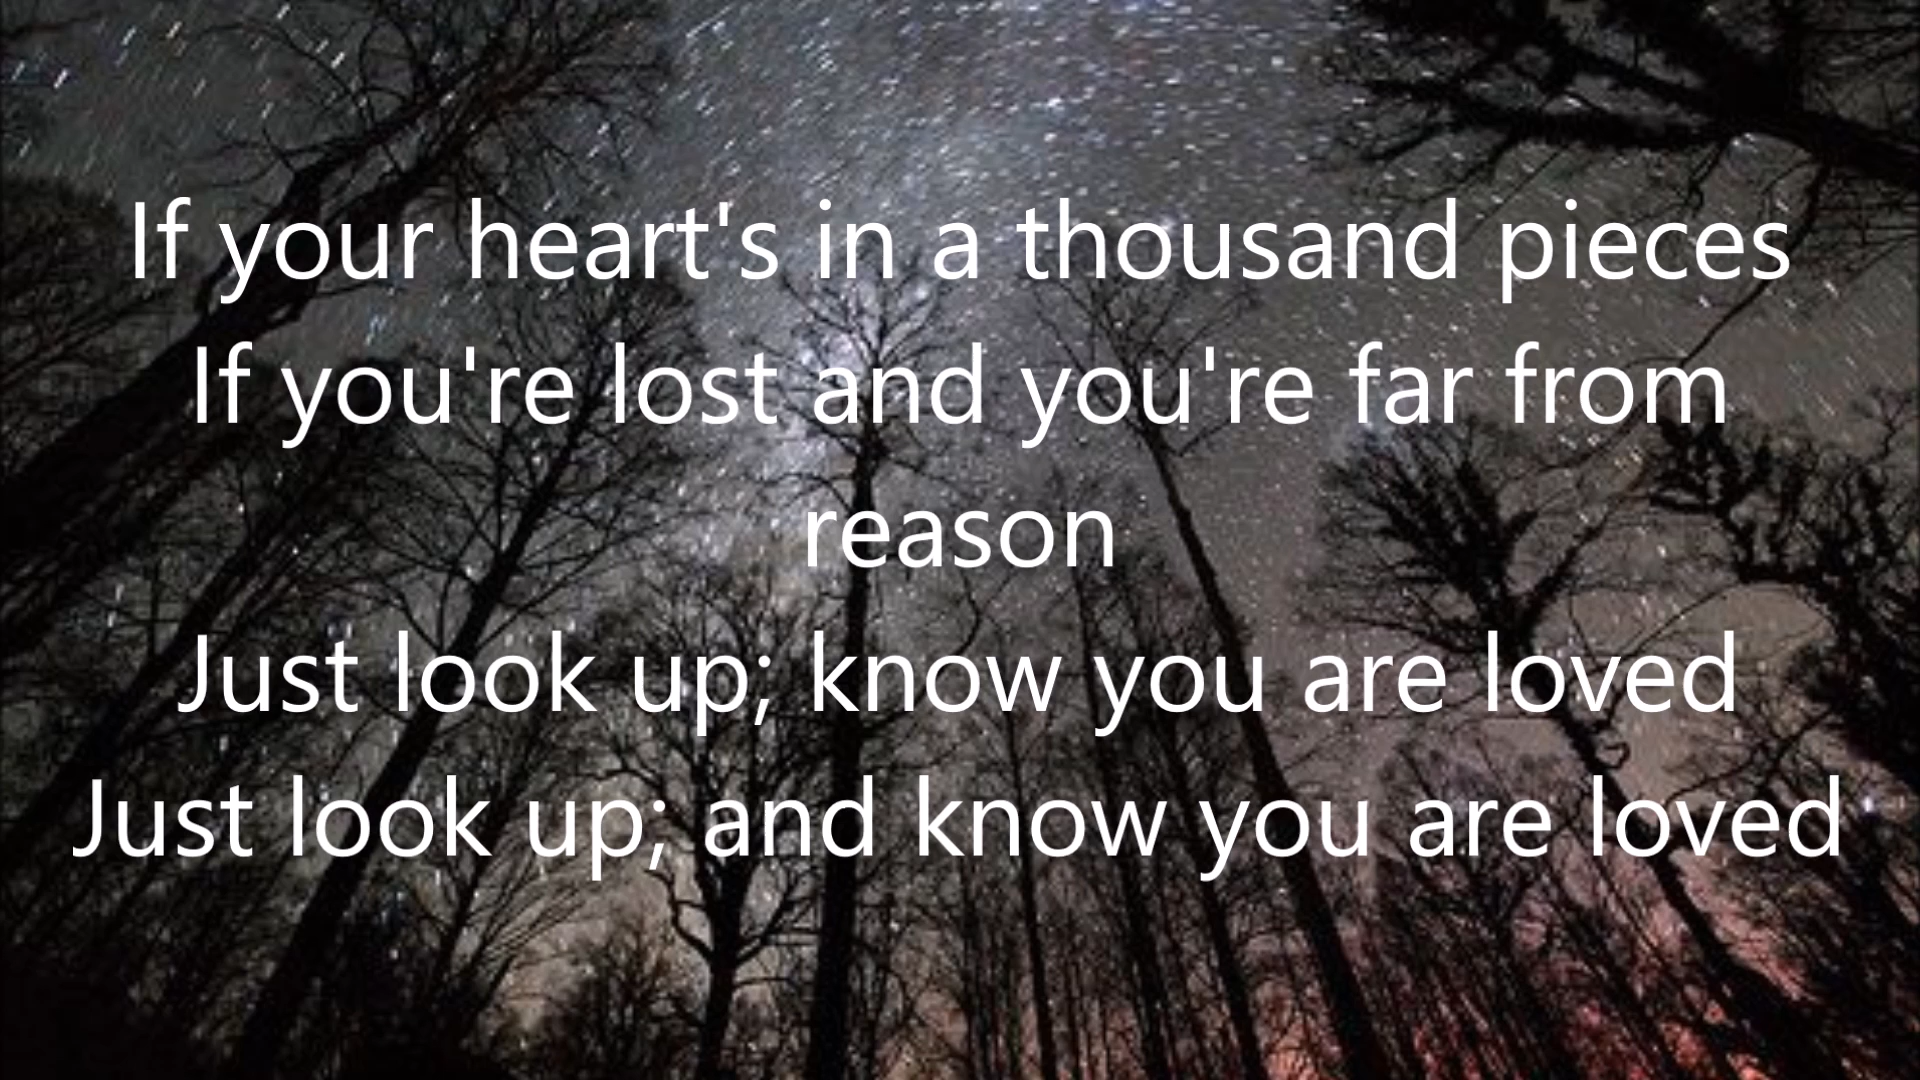 If your heart's in a thousand pieces
If you're lost and you're far from
reason
Just look up; know you are loved
Just look up; and know you are loved